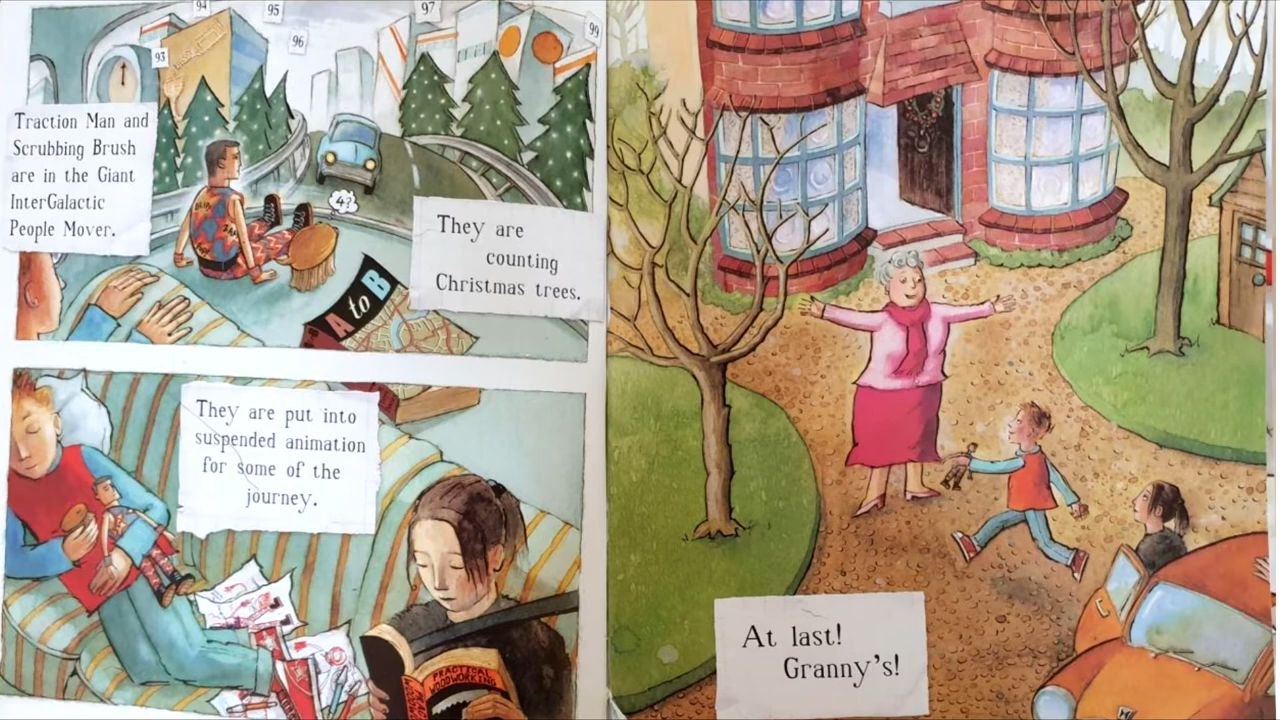 94
95
97
99
96
93
Traction Man and
Scrubbing Brush
are in the Giant
InterGalactic
People Mover.
4?
They are
counting
Christmas trees.
A to B
They are put into
suspended animation
for some of the
journey.
PRACTICAL
WOODWORKING
At last!
Granny's!